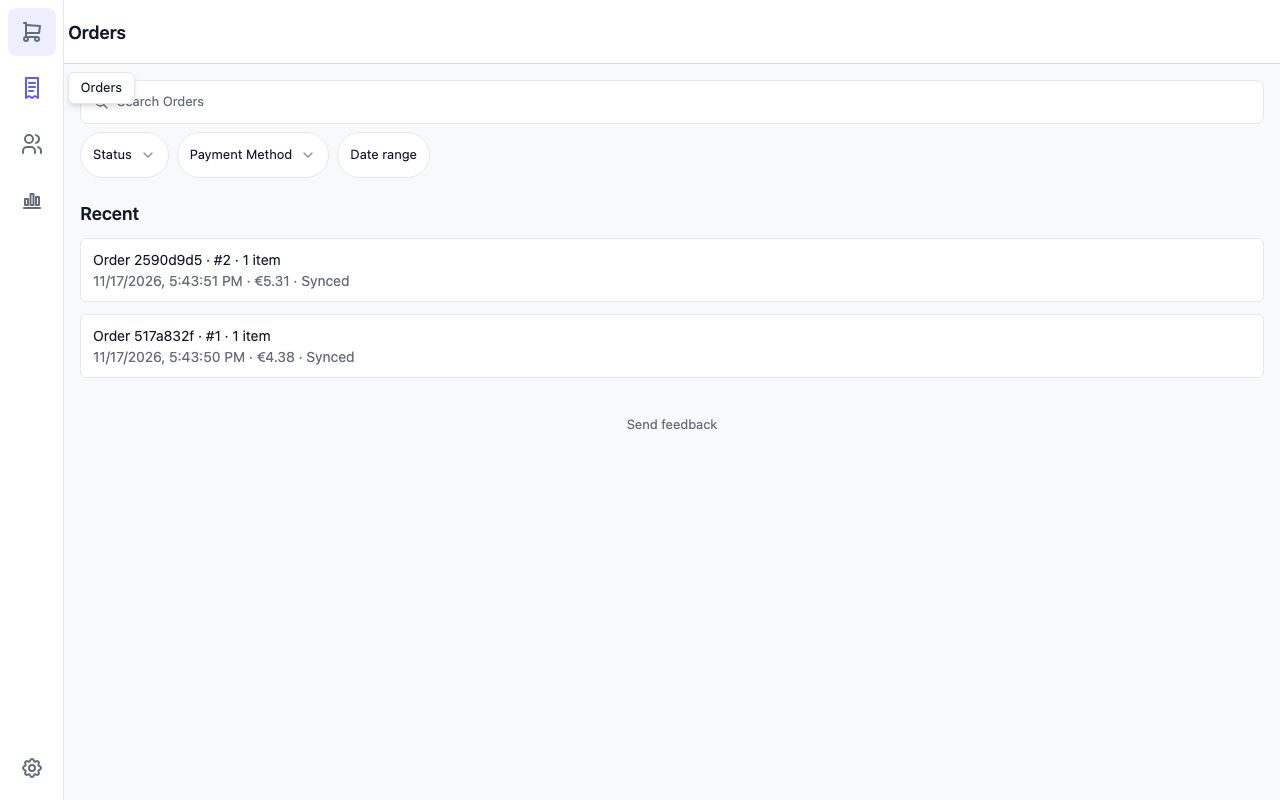 Orders
Orders
Search Orders
Status
Payment Method
Date range
Recent
Order 2590d9d5 · #2 · 1 item
11/17/2026, 5:43:51 PM · €5.31 · Synced
Order 517a832f · #1 · 1 item
11/17/2026, 5:43:50 PM · €4.38 · Synced
Send feedback